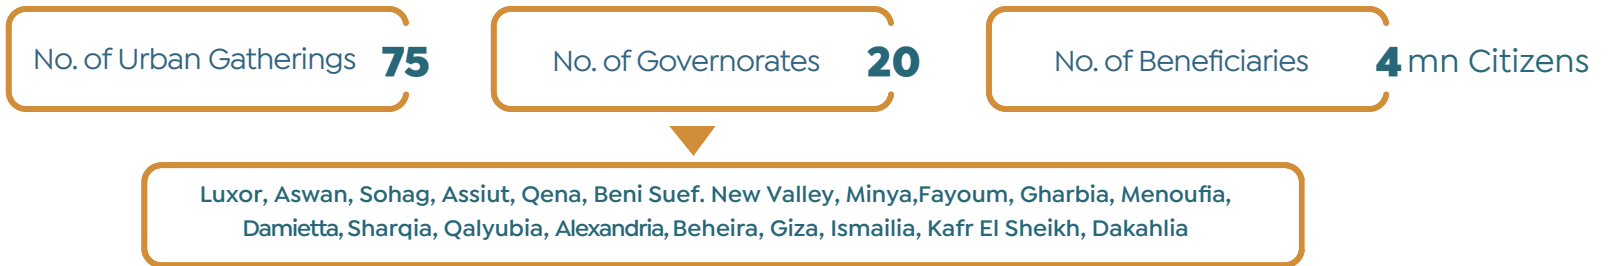 No. of Urban Gatherings 75
No. of Governorates 20
No. of Beneficiaries 4 mn Citizens
Luxor, Aswan, Sohag, Assiut, Qena, Beni Suef. New Valley, Minya,Fayoum, Gharbia, Menoufia,
Damietta, Sharqia, Qalyubia, Alexandria, Beheira, Giza, Ismailia, Kafr El Sheikh, Dakahlia